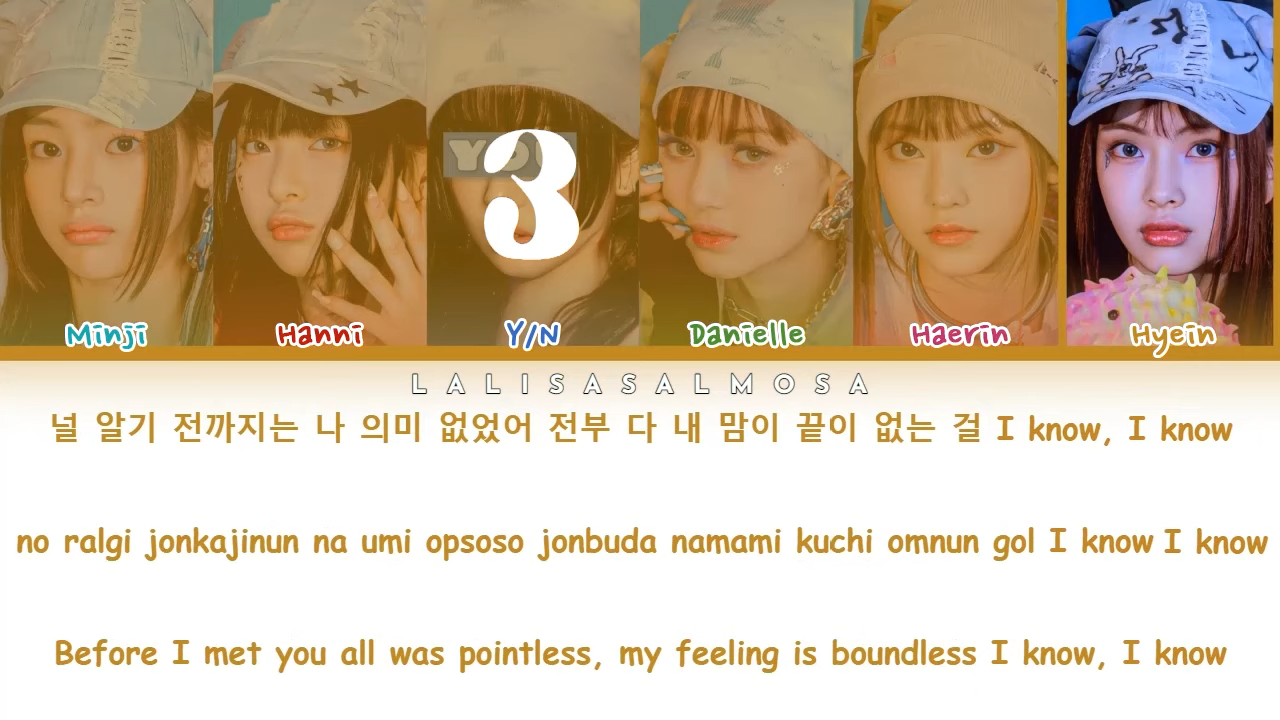 YOU
3
Minji Hanni Y/N Danielle Haerin Hyein
LALISASALMOSA
널 알기 전까지는 나 의미 없었어 전부 다 내 맘이 끝이 없는 걸 I know, I know
no ralgi jonkajinun na umi opsoso jonbuda namami kuchi omnun gol I know I know
Before I met you all was pointless, my feeling is boundless I know, I know